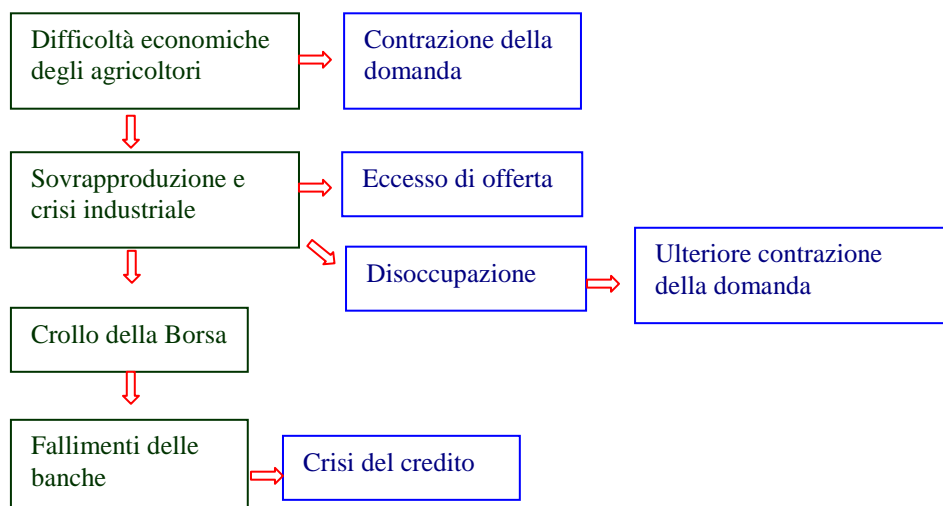 Difficoltà economiche
degli agricoltori
Contrazione della
domanda
Sovrapproduzione e
crisi industriale
Eccesso di offerta
Disoccupazione
Ulteriore contrazione
della domanda
Crollo della Borsa
Fallimenti delle
banche
Crisi del credito